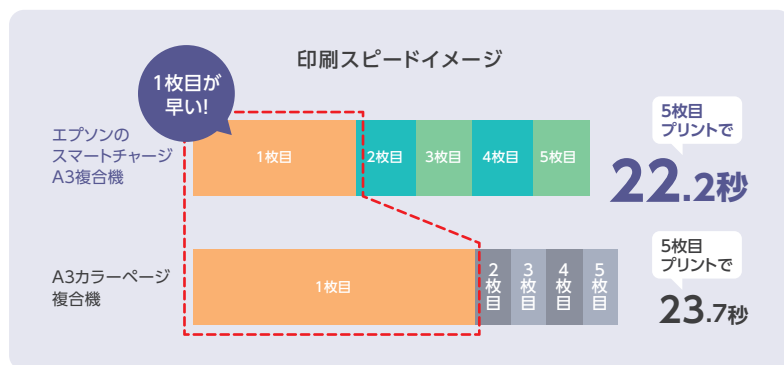 印刷スピードイメージ
1枚目が
早い!
エプソンの
スマートチャージ
A3複合機
1枚目
2枚目
3枚目
4枚目
5枚目
5枚目
プリントで
22.2秒
A3カラーページ
複合機
1枚目
2枚目
3枚目
4枚目
5枚目
5枚目
プリントで
23.7秒